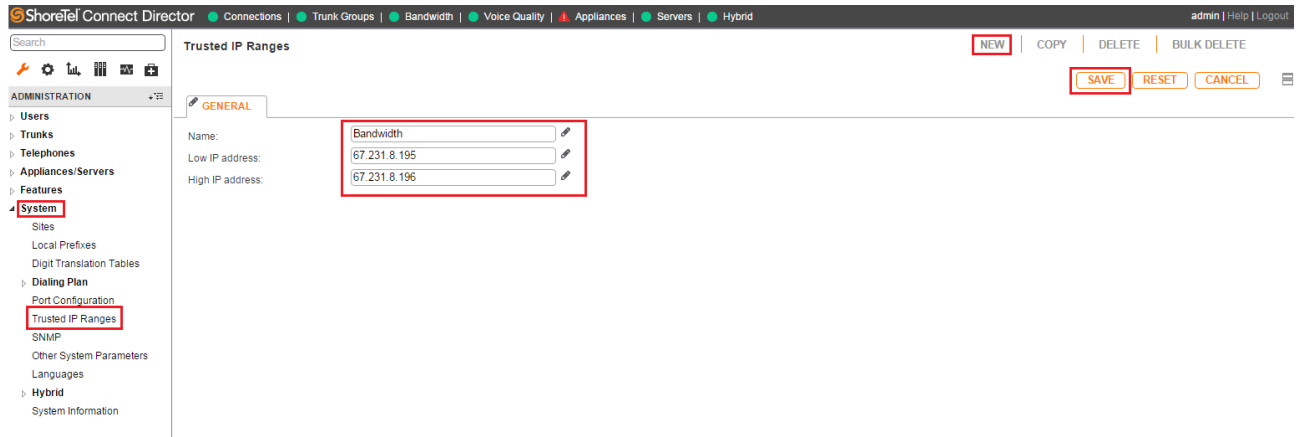 ShoreTel Connect Director Connections | Trunk Groups | Bandwidth | Voice Quality | Appliances | Servers | Hybrid admin | Help | Logout
Search
Trusted IP Ranges
NEW | COPY | DELETE | BULK DELETE
SAVE RESET CANCEL
ADMINISTRATION
GENERAL
Users
Trunks
Telephones
Appliances/Servers
Features
System
Sites
Local Prefixes
Digit Translation Tables
Dialing Plan
Port Configuration
Trusted IP Ranges
SNMP
Other System Parameters
Languages
Hybrid
System Information
Name: Bandwidth
Low IP address: 67.231.8.195
High IP address: 67.231.8.196